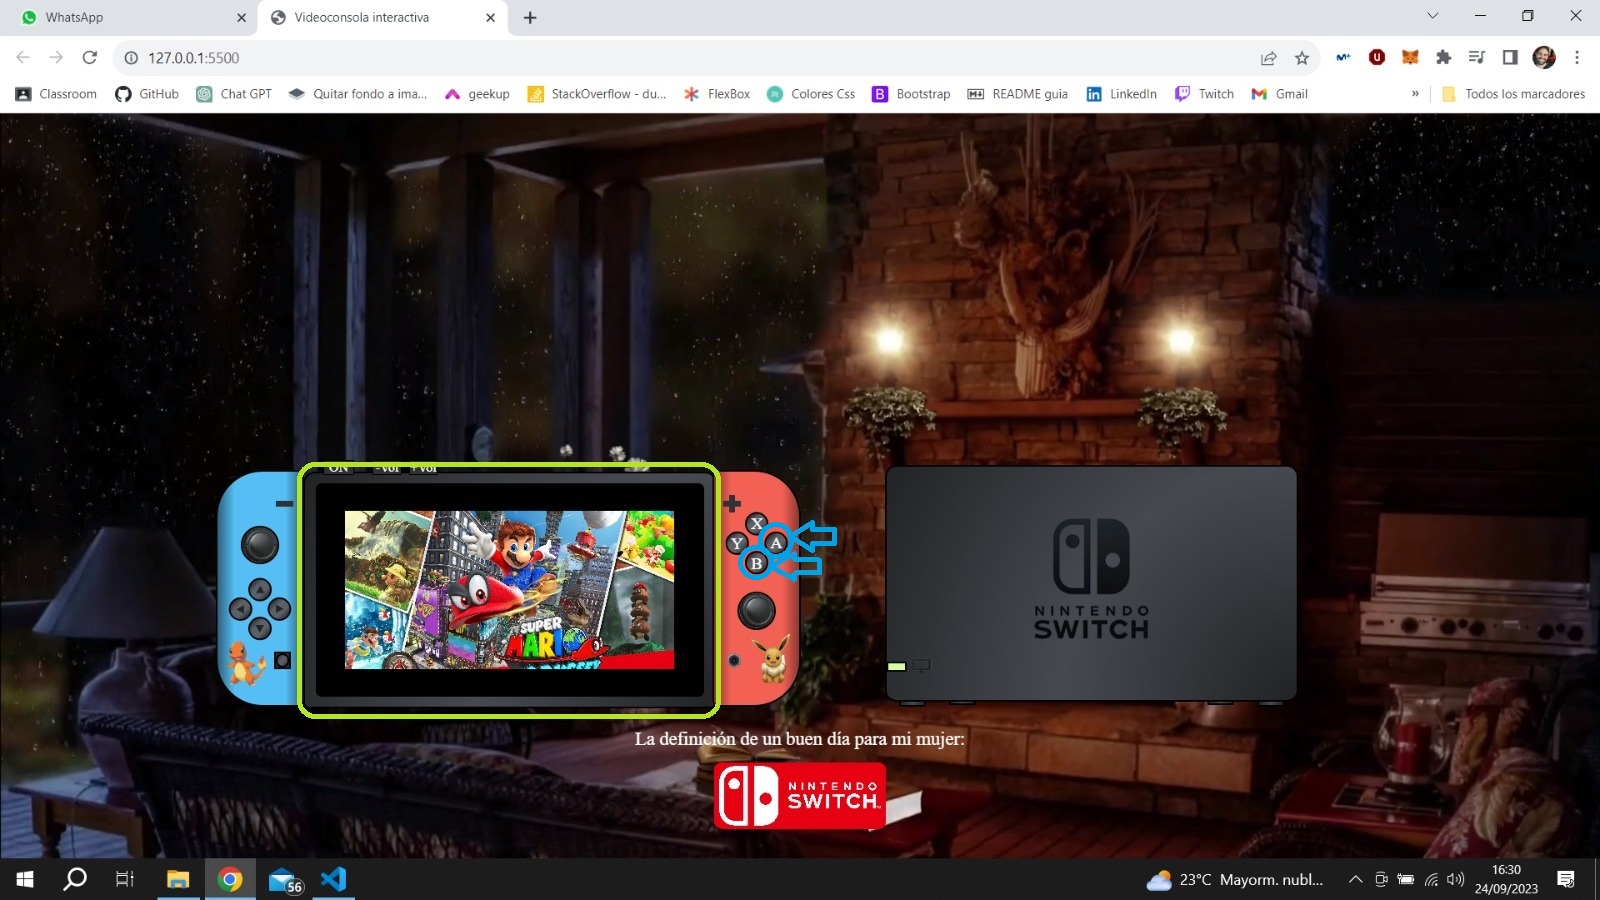 WhatsApp
Videoconsola interactiva
127.0.0.1:5500
Classroom
GitHub
Chat GPT
Quitar fondo a ima...
geekup
StackOverflow - du...
FlexBox
Colores Css
Bootstrap
README guia
LinkedIn
Twitch
Gmail
»
Todos los marcadores
ON -Vol +Vol
X
Y A
B
SUPER
MARIO
ODYSSEY
NINTENDO
SWITCH
La definición de un buen día para mi mujer:
NINTENDO
SWITCH
56
23°C Mayorm. nubl...
16:30
24/09/2023